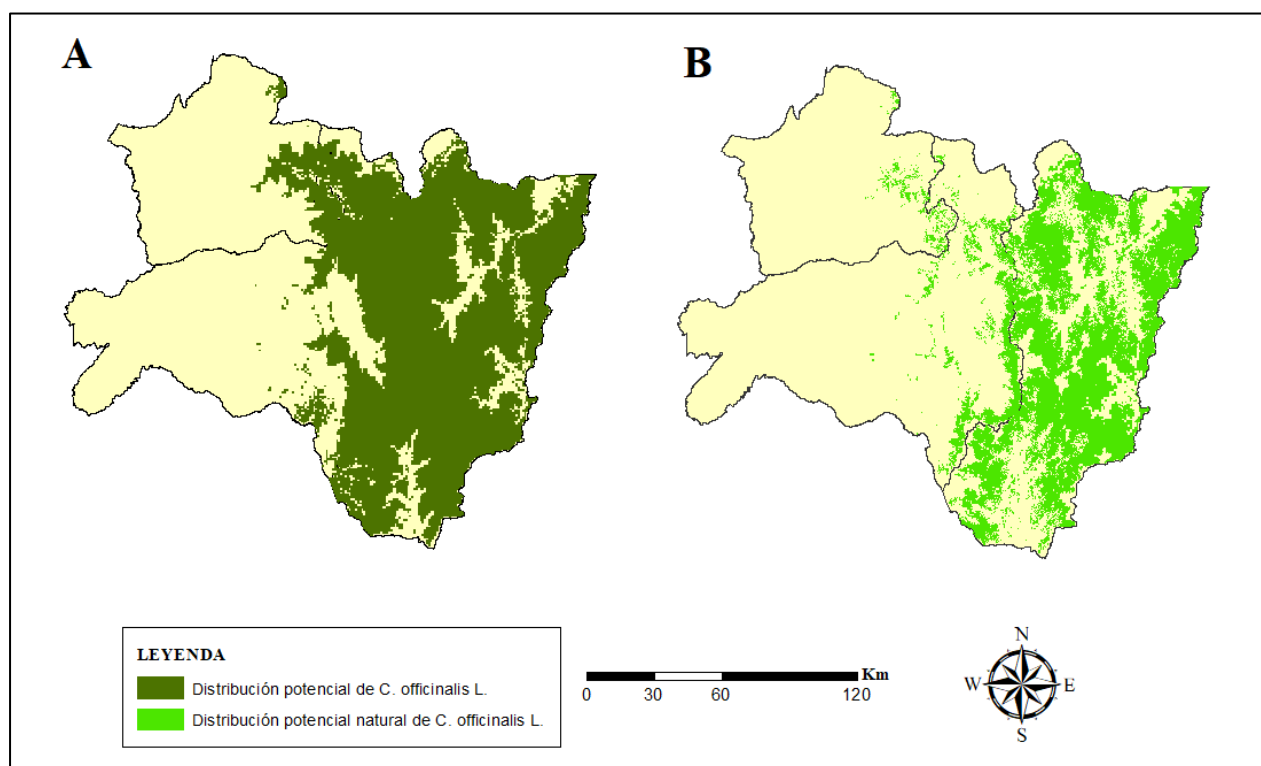 A
B
LEYENDA
Distribución potencial de C. officinalis L.
Distribución potencial natural de C. officinalis L.
Km
0 30 60 120
N
W E
S